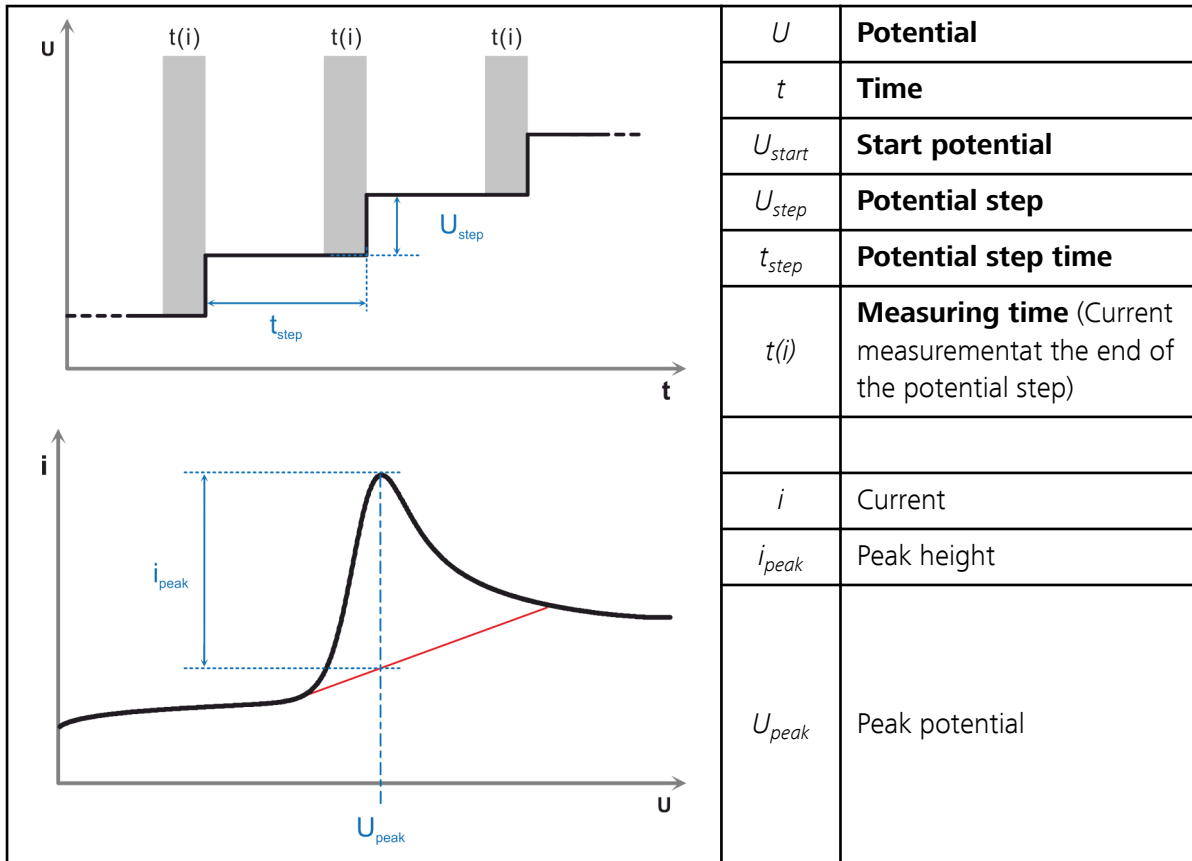 U
t(i) t(i) t(i)
U_step
t_step
t
i
i_peak
U
U_peak
U Potential
t Time
U_start Start potential
U_step Potential step
t_step Potential step time
t(i) Measuring time (Current
measurementat the end of
the potential step)
i Current
i_peak Peak height
U_peak Peak potential